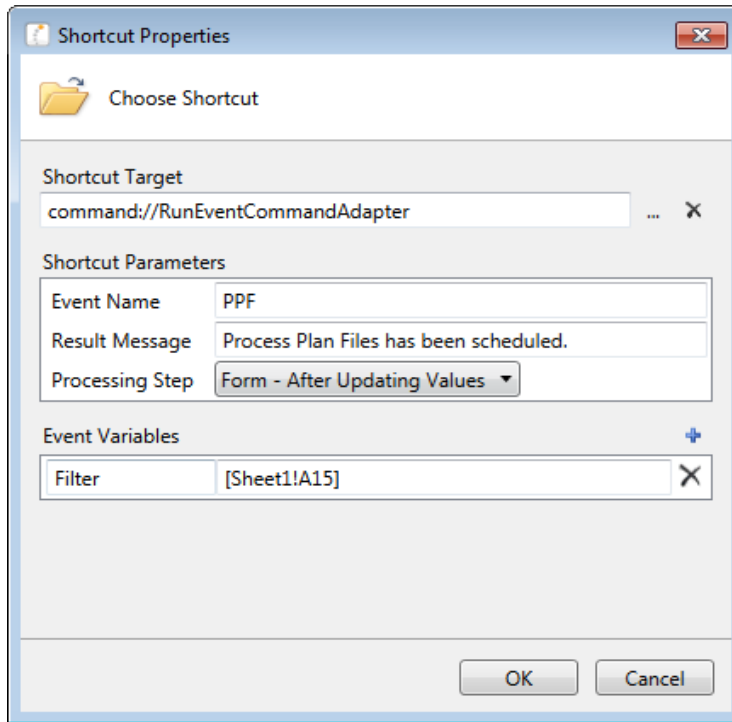 Shortcut Properties
Choose Shortcut
Shortcut Target
command://RunEventCommandAdapter ...
Shortcut Parameters
Event Name PPF
Result Message Process Plan Files has been scheduled.
Processing Step Form - After Updating Values
Event Variables
Filter [Sheet1!A15]
OK Cancel